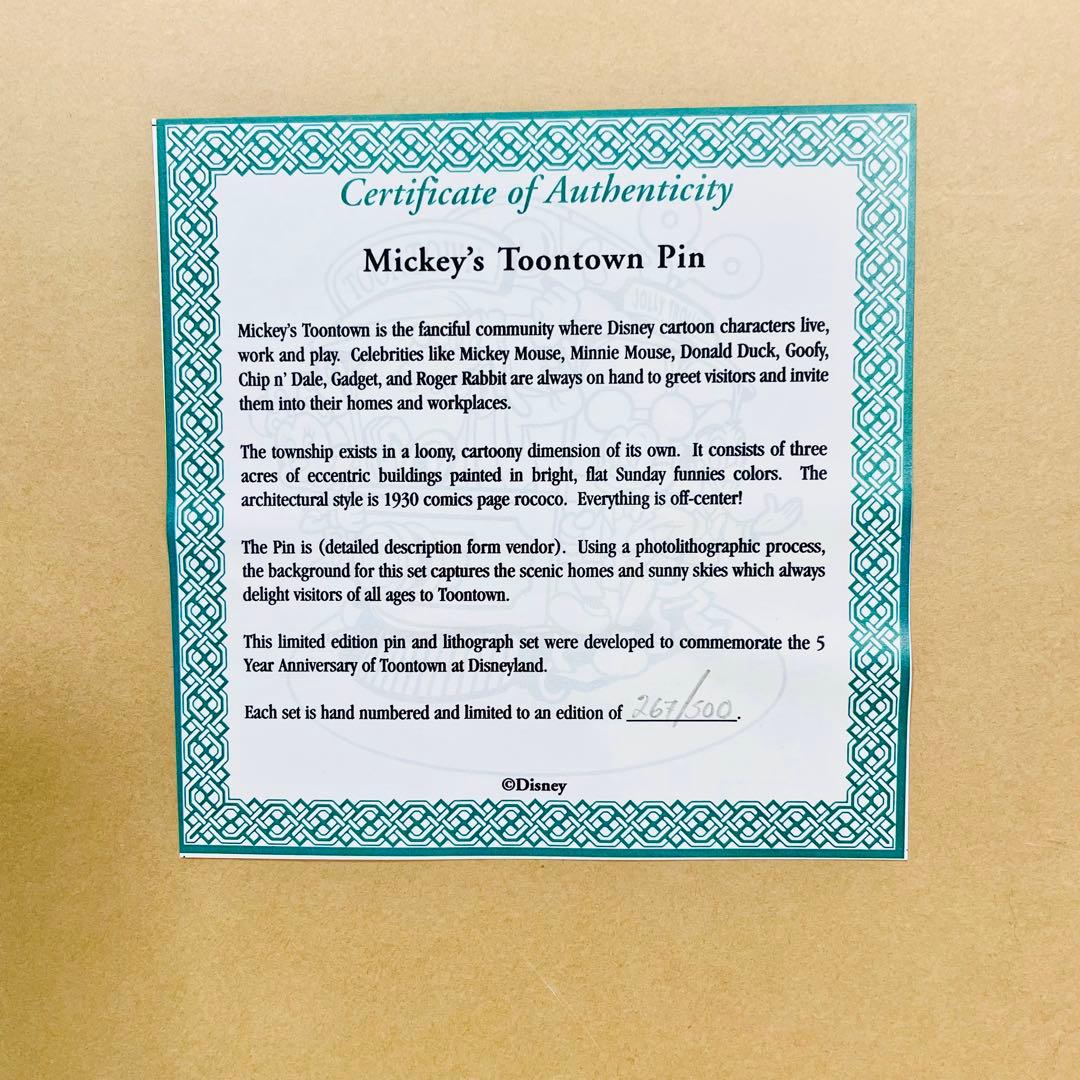 Certificate of Authenticity
Mickey's Toontown Pin
Mickey's Toontown is the fanciful community where Disney cartoon characters live,
work and play. Celebrities like Mickey Mouse, Minnie Mouse, Donald Duck, Goofy,
Chip n' Dale, Gadget, and Roger Rabbit are always on hand to greet visitors and invite
them into their homes and workplaces.
The township exists in a loony, cartoony dimension of its own. It consists of three
acres of eccentric buildings painted in bright, flat Sunday funnies colors. The
architectural style is 1930 comics page rococo. Everything is off-center!
The Pin is (detailed description form vendor). Using a photolithographic process,
the background for this set captures the scenic homes and sunny skies which always
delight visitors of all ages to Toontown.
This limited edition pin and lithograph set were developed to commemorate the 5
Year Anniversary of Toontown at Disneyland.
Each set is hand numbered and limited to an edition of 267/500.
©Disney